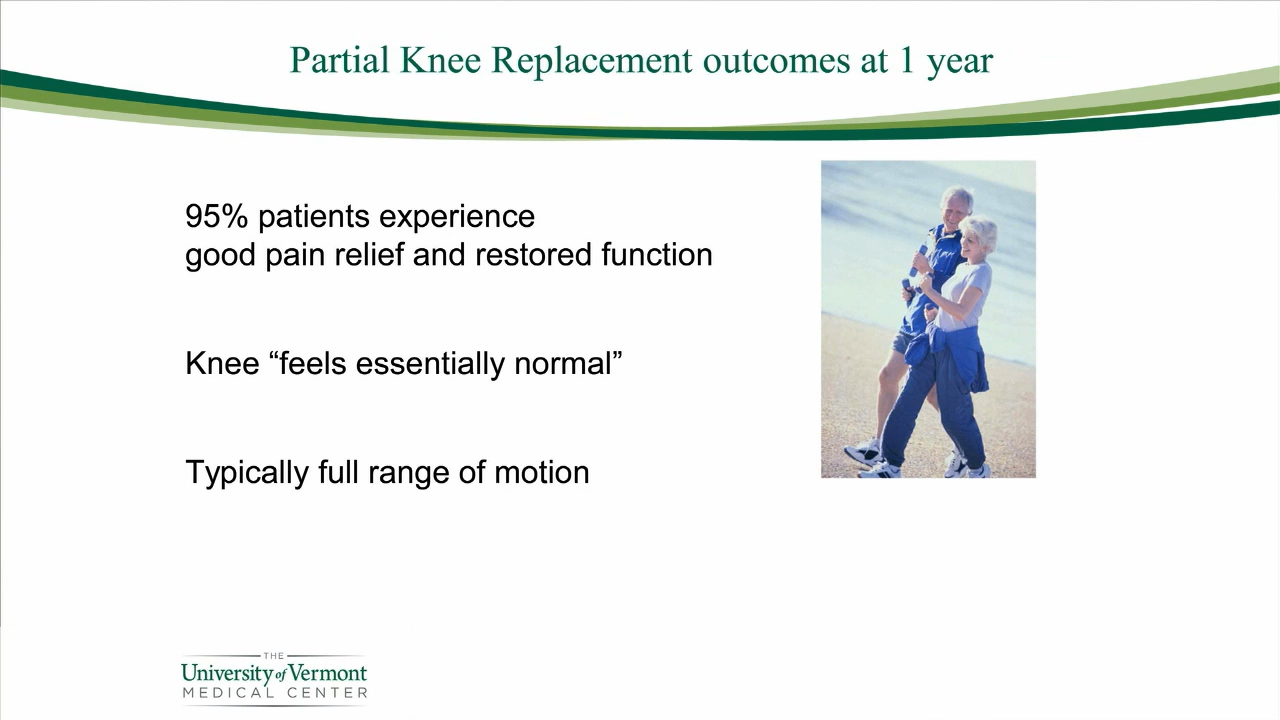 Partial Knee Replacement outcomes at 1 year
95% patients experience
good pain relief and restored function
Knee “feels essentially normal”
Typically full range of motion
THE
University of Vermont
MEDICAL CENTER